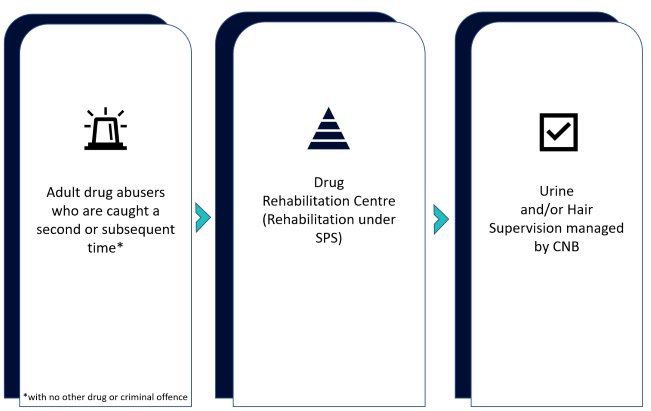 Adult drug abusers
who are caught a
second or subsequent
time*
*with no other drug or criminal offence
Drug
Rehabilitation Centre
(Rehabilitation under
SPS)
Urine
and/or Hair
Supervision managed
by CNB